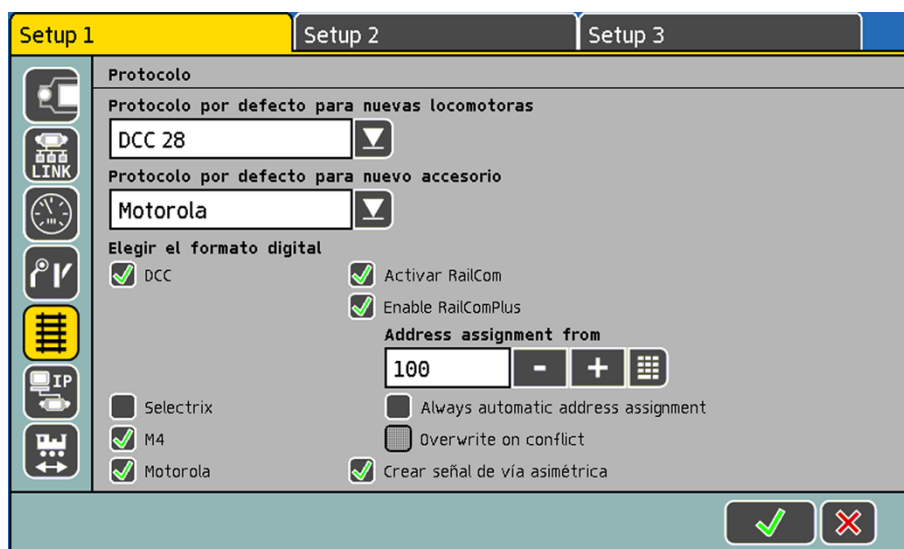 Setup 1 Setup 2 Setup 3
Protocolo
Protocolo por defecto para nuevas locomotoras
DCC 28
LINK
Protocolo por defecto para nuevo accesorio
Motorola
Elegir el formato digital
DCC Activar RailCom
Enable RailComPlus
Address assignment from
100 - +
IP
Selectrix Always automatic address assignment
M4 Overwrite on conflict
Motorola Crear señal de vía asimétrica